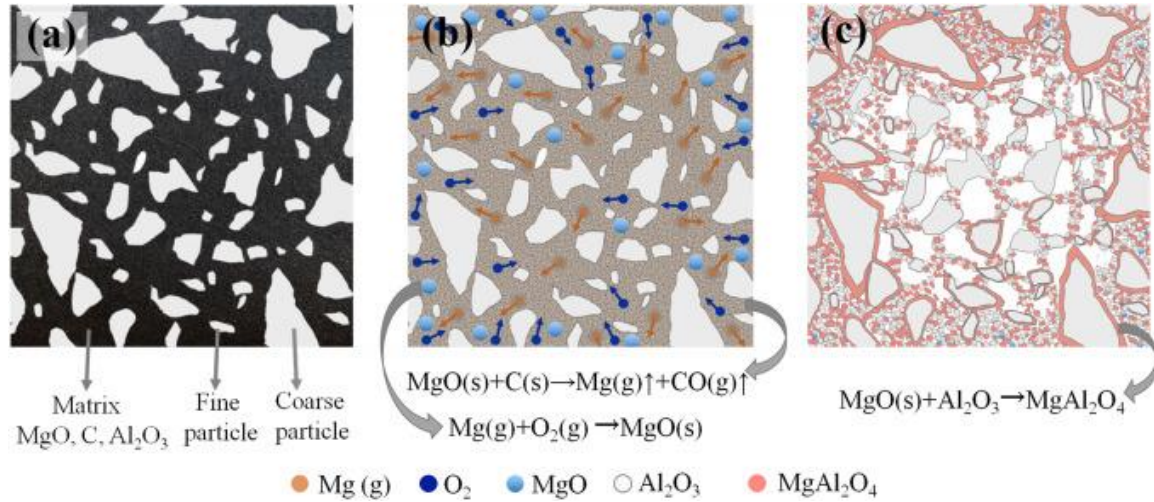 (a)
(b)
(c)
Matrix
MgO, C, Al₂O₃
Fine
particle
Coarse
particle
MgO(s)+C(s)→Mg(g)↑+CO(g)↑
Mg(g)+O₂(g)→MgO(s)
MgO(s)+Al₂O₃→MgAl₂O₄
Mg (g)
O₂
MgO
Al₂O₃
MgAl₂O₄